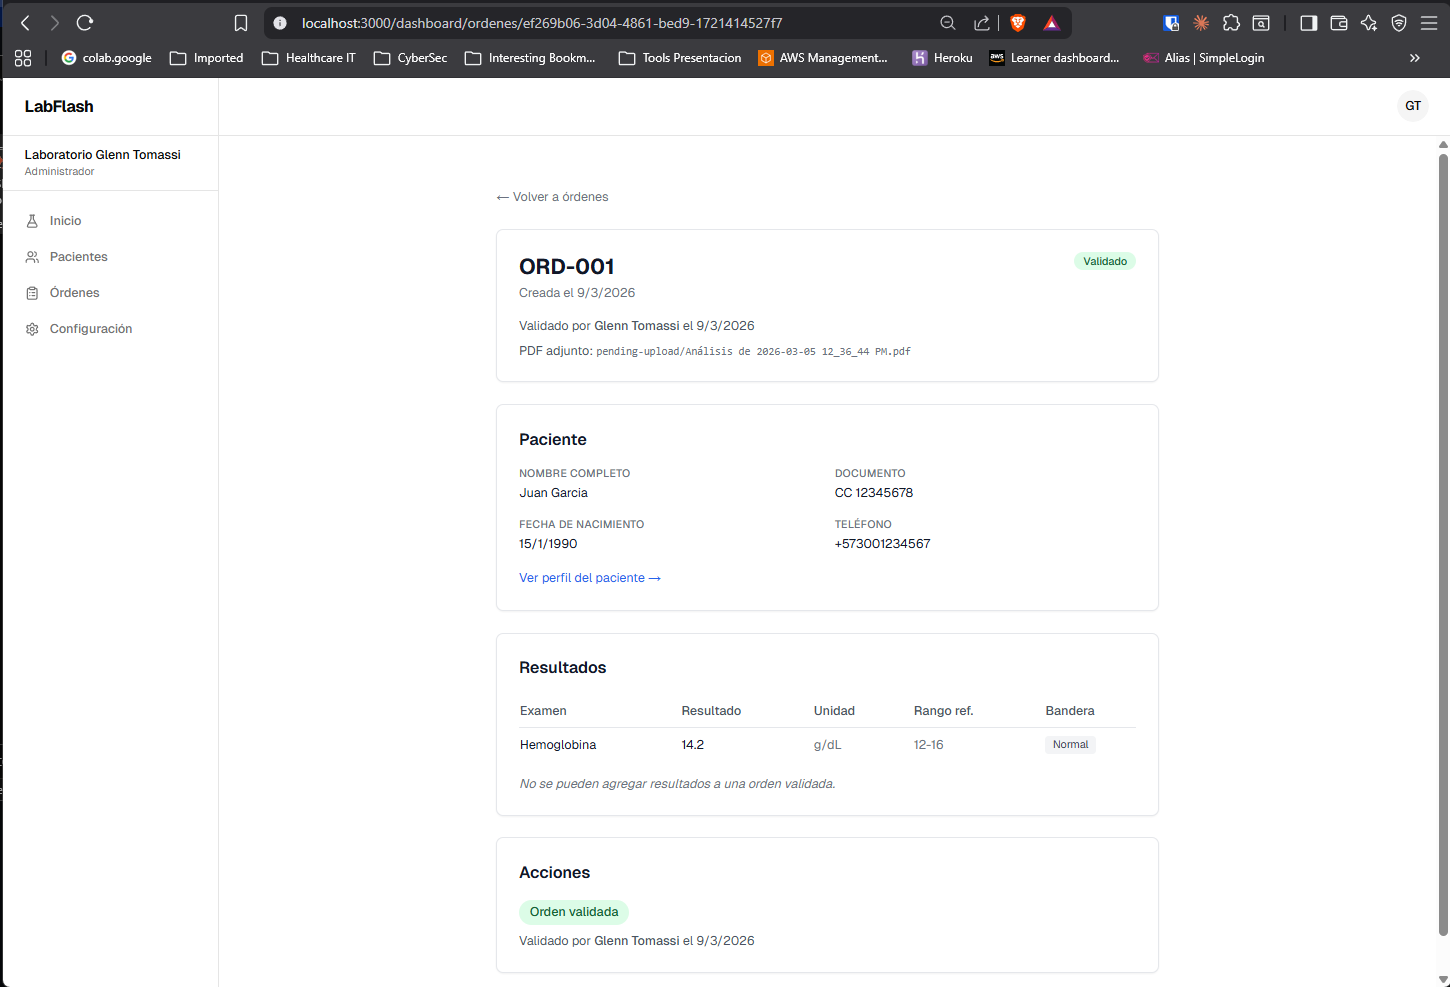 localhost:3000/dashboard/ordenes/ef269b06-3d04-4861-bed9-1721414527f7
colab.google
Imported
Healthcare IT
CyberSec
Interesting Bookm...
Tools Presentacion
AWS Management...
Heroku
aws
Learner dashboard...
Alias | SimpleLogin
LabFlash
GT
Laboratorio Glenn Tomassi
Administrador
Inicio
Pacientes
Órdenes
Configuración
← Volver a órdenes
ORD-001
Validado
Creada el 9/3/2026
Validado por Glenn Tomassi el 9/3/2026
PDF adjunto: pending-upload/Análisis de 2026-03-05 12_36_44 PM.pdf
Paciente
NOMBRE COMPLETO
Juan Garcia
DOCUMENTO
CC 12345678
FECHA DE NACIMIENTO
15/1/1990
TELÉFONO
+573001234567
Ver perfil del paciente →
Resultados
Examen Resultado Unidad Rango ref. Bandera
Hemoglobina 14.2 g/dL 12-16 Normal
No se pueden agregar resultados a una orden validada.
Acciones
Orden validada
Validado por Glenn Tomassi el 9/3/2026